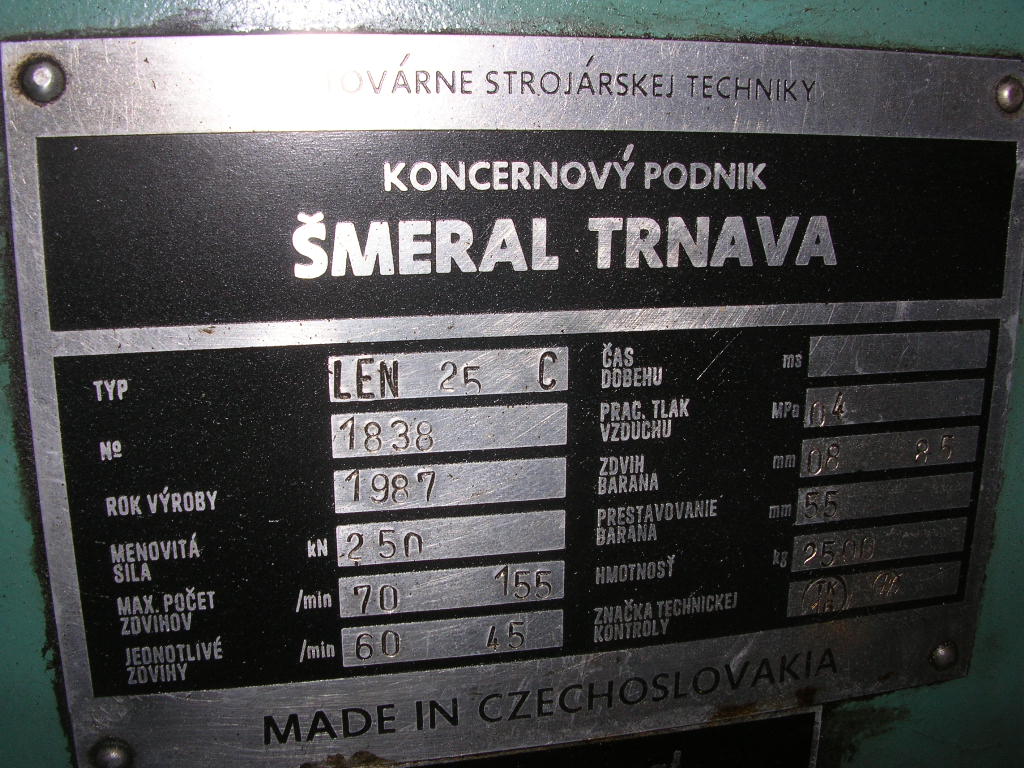 TOVÁRNE STROJÁRSKEJ TECHNIKY
KONCERNOVÝ PODNIK
ŠMERAL TRNAVA
TYP LEN 25 C
Nº 1838
ROK VÝROBY 1987
MENOVITÁ SILA kN 250
MAX. POČET ZDVIHOV /min 70 155
JEDNOTLIVÉ ZDVIHY /min 60 45
ČAS DOBEHU ms
PRAC. TLAK VZDUCHU MPa 04
ZDVIH BARANA mm 08 85
PRESTAVOVANIE BARANA mm 55
HMOTNOSŤ kg 2500
ZNAČKA TECHNICKEJ KONTROLY
MADE IN CZECHOSLOVAKIA